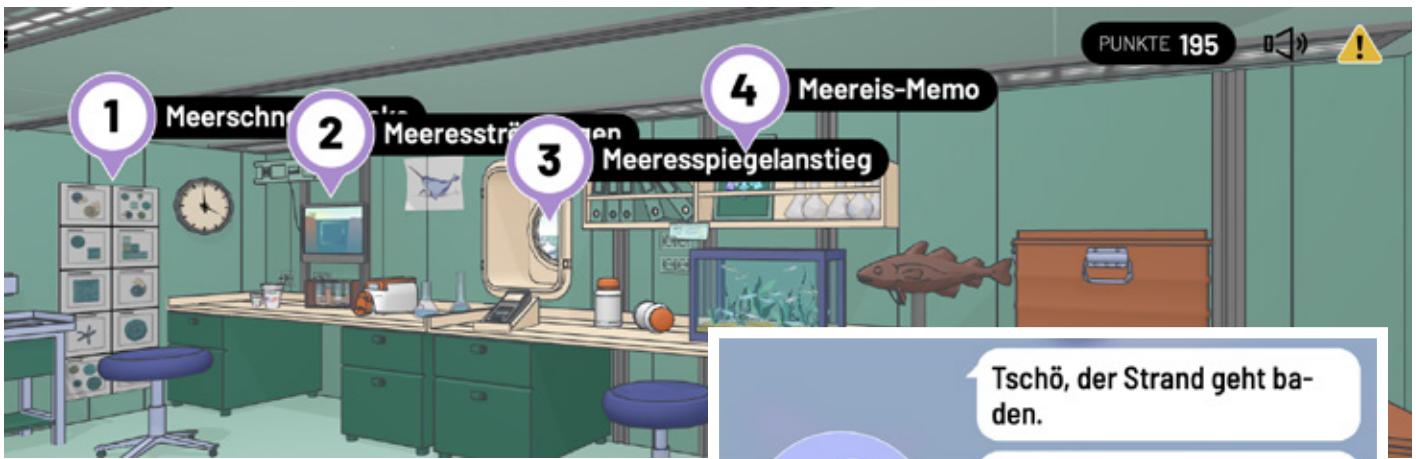 PUNKTE 195
4 Meereis-Memo
1
2
3 Meeresspiegelanstieg
Tschö, der Strand geht ba-
den.